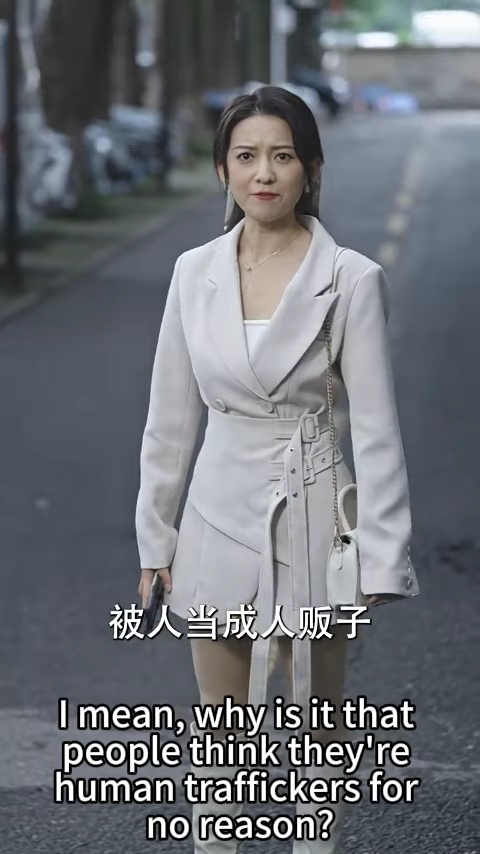 被人当成人贩子
I mean, why is it that
people think they're
human traffickers for
no reason?